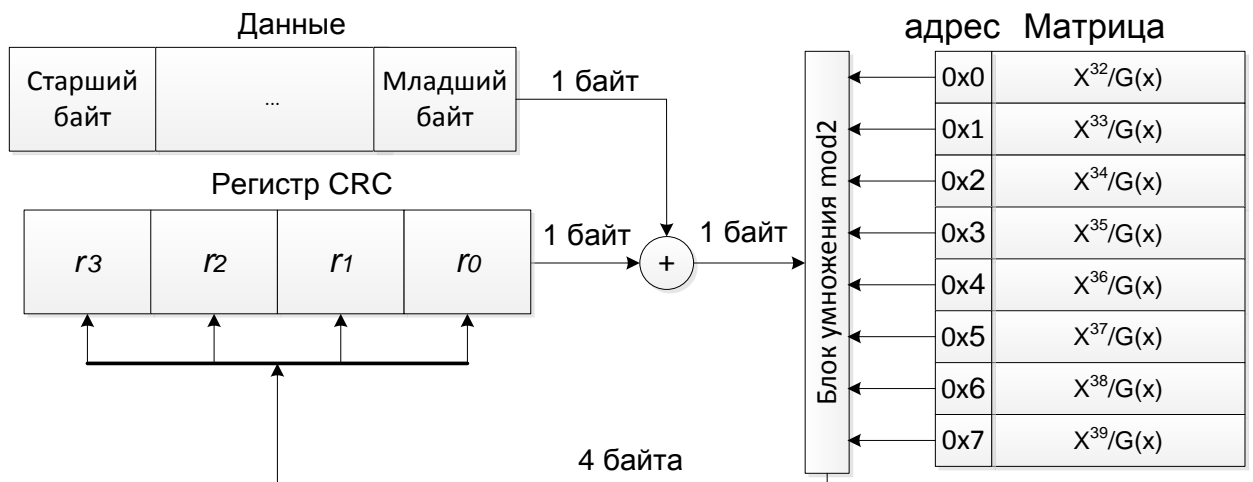 Данные
адрес Матрица
Старший байт
...
Младший байт
1 байт
Регистр CRC
r3
r2
r1
r0
1 байт
+
1 байт
Блок умножения mod2
0x0 X³²/G(x)
0x1 X³³/G(x)
0x2 X³⁴/G(x)
0x3 X³⁵/G(x)
0x4 X³⁶/G(x)
0x5 X³⁷/G(x)
0x6 X³⁸/G(x)
0x7 X³⁹/G(x)
4 байта